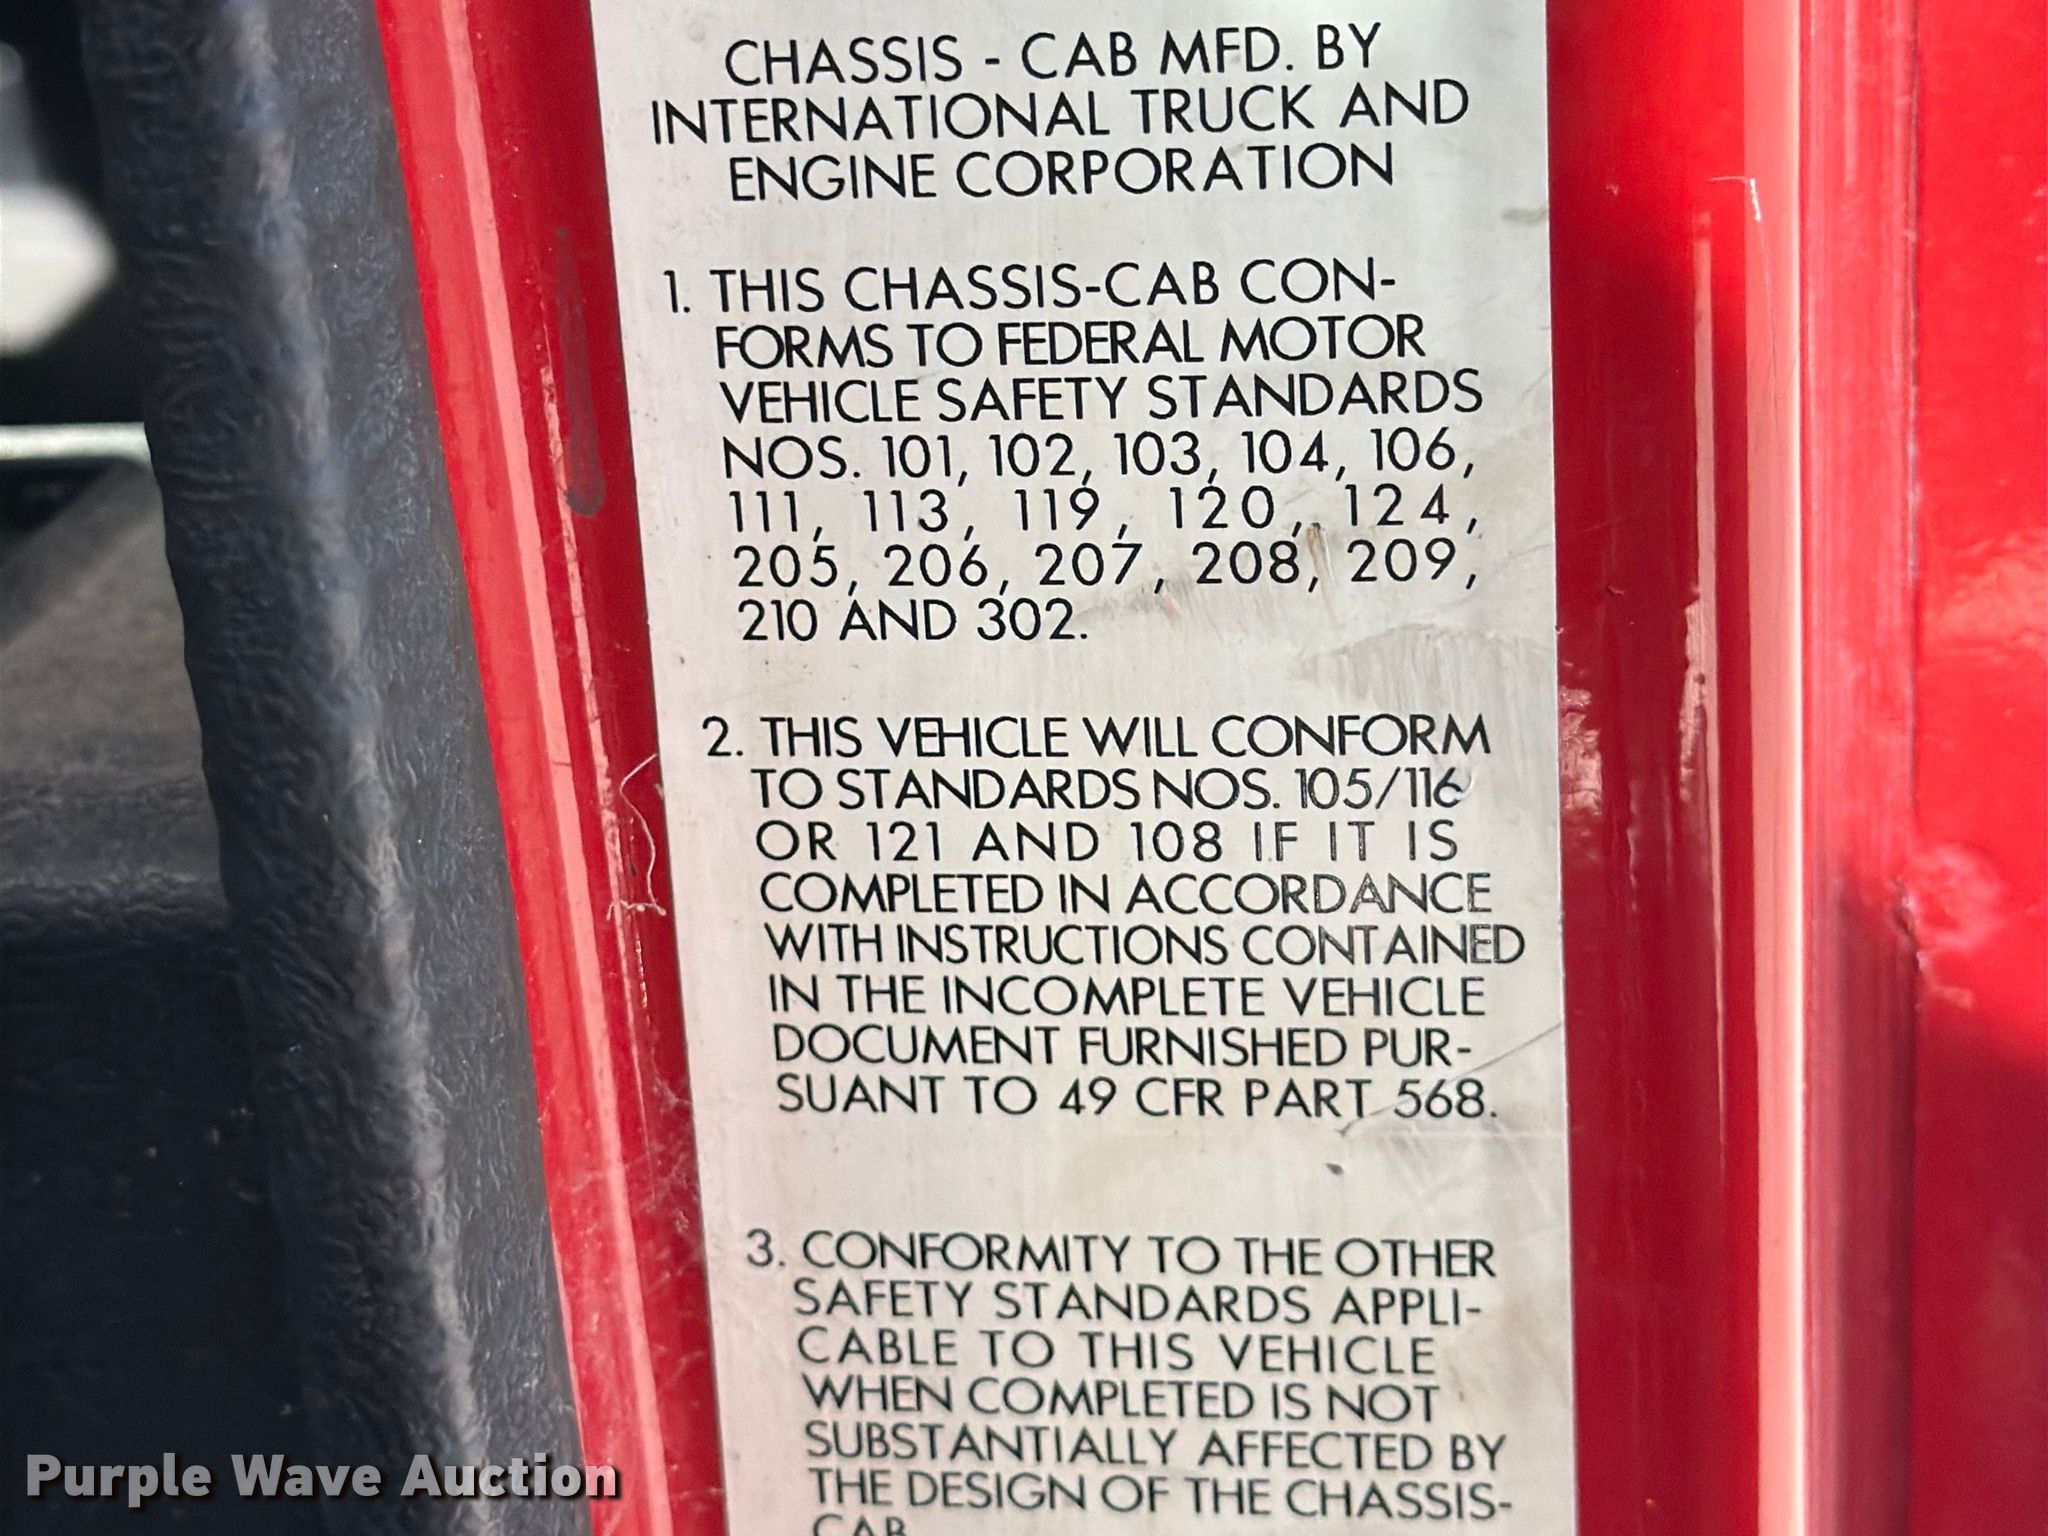 CHASSIS - CAB MFD. BY
INTERNATIONAL TRUCK AND
ENGINE CORPORATION
1. THIS CHASSIS-CAB CON-
FORMS TO FEDERAL MOTOR
VEHICLE SAFETY STANDARDS
NOS. 101, 102, 103, 104, 106,
111, 113, 119, 120, 124,
205, 206, 207, 208, 209,
210 AND 302.
2. THIS VEHICLE WILL CONFORM
TO STANDARDS NOS. 105/116
OR 121 AND 108 IF IT IS
COMPLETED IN ACCORDANCE
WITH INSTRUCTIONS CONTAINED
IN THE INCOMPLETE VEHICLE
DOCUMENT FURNISHED PUR-
SUANT TO 49 CFR PART 568.
3. CONFORMITY TO THE OTHER
SAFETY STANDARDS APPLI-
CABLE TO THIS VEHICLE
WHEN COMPLETED IS NOT
SUBSTANTIALLY AFFECTED BY
THE DESIGN OF THE CHASSIS-
CAB
Purple Wave Auction